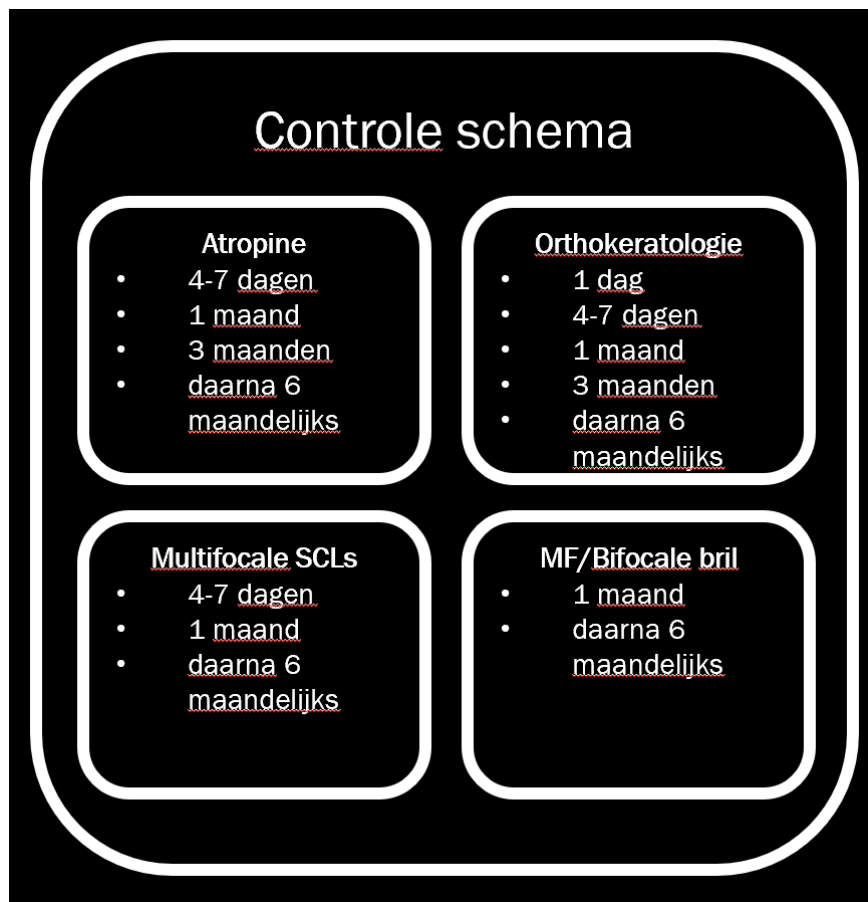 Controle schema
Atropine
• 4-7 dagen
• 1 maand
• 3 maanden
• daarna 6
maandelijks
Orthokeratologie
• 1 dag
• 4-7 dagen
• 1 maand
• 3 maanden
• daarna 6
maandelijks
Multifocale SCLs
• 4-7 dagen
• 1 maand
• daarna 6
maandelijks
MF/Bifocale bril
• 1 maand
• daarna 6
maandelijks